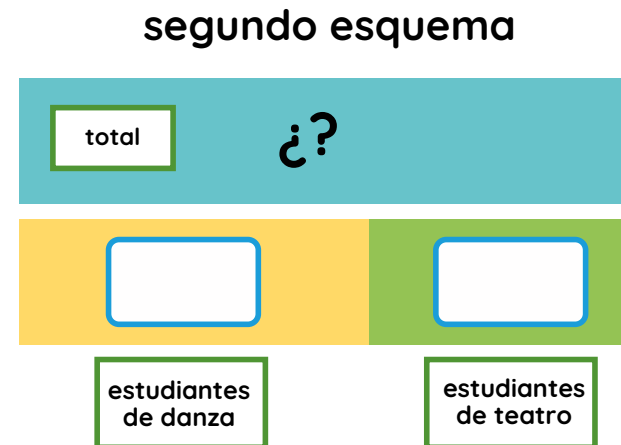 segundo esquema
total
¿?
estudiantes
de danza
estudiantes
de teatro